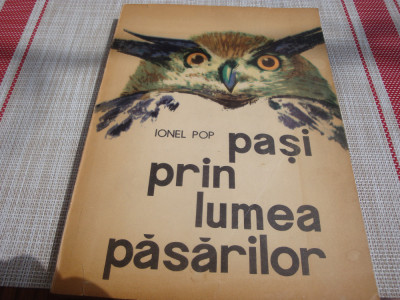 IONEL POP
pași
prin
lumea
păsărilor